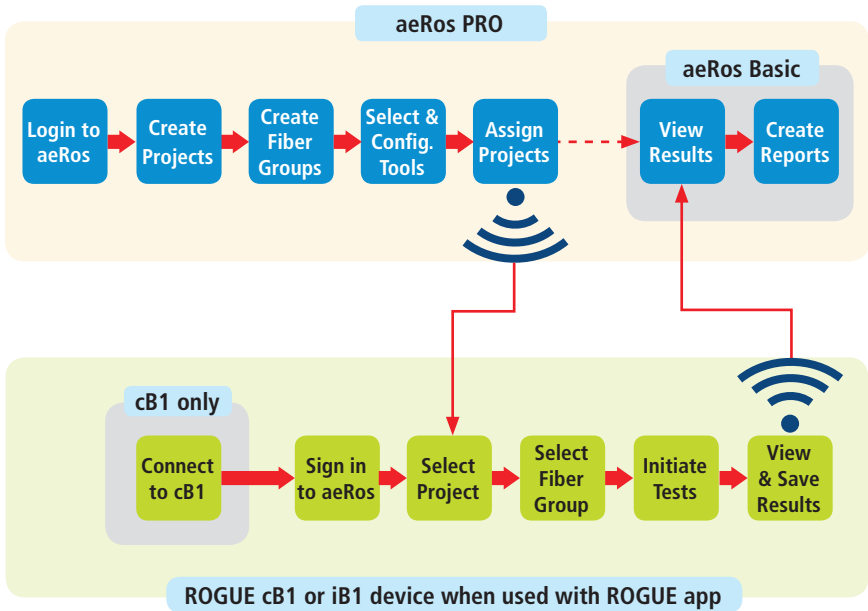 aeRos PRO
aeRos Basic
Login to
aeRos
Create
Projects
Create
Fiber
Groups
Select &
Config.
Tools
Assign
Projects
View
Results
Create
Reports
cB1 only
Connect
to cB1
Sign in
to aeRos
Select
Project
Select
Fiber
Group
Initiate
Tests
View
& Save
Results
ROGUE cB1 or iB1 device when used with ROGUE app